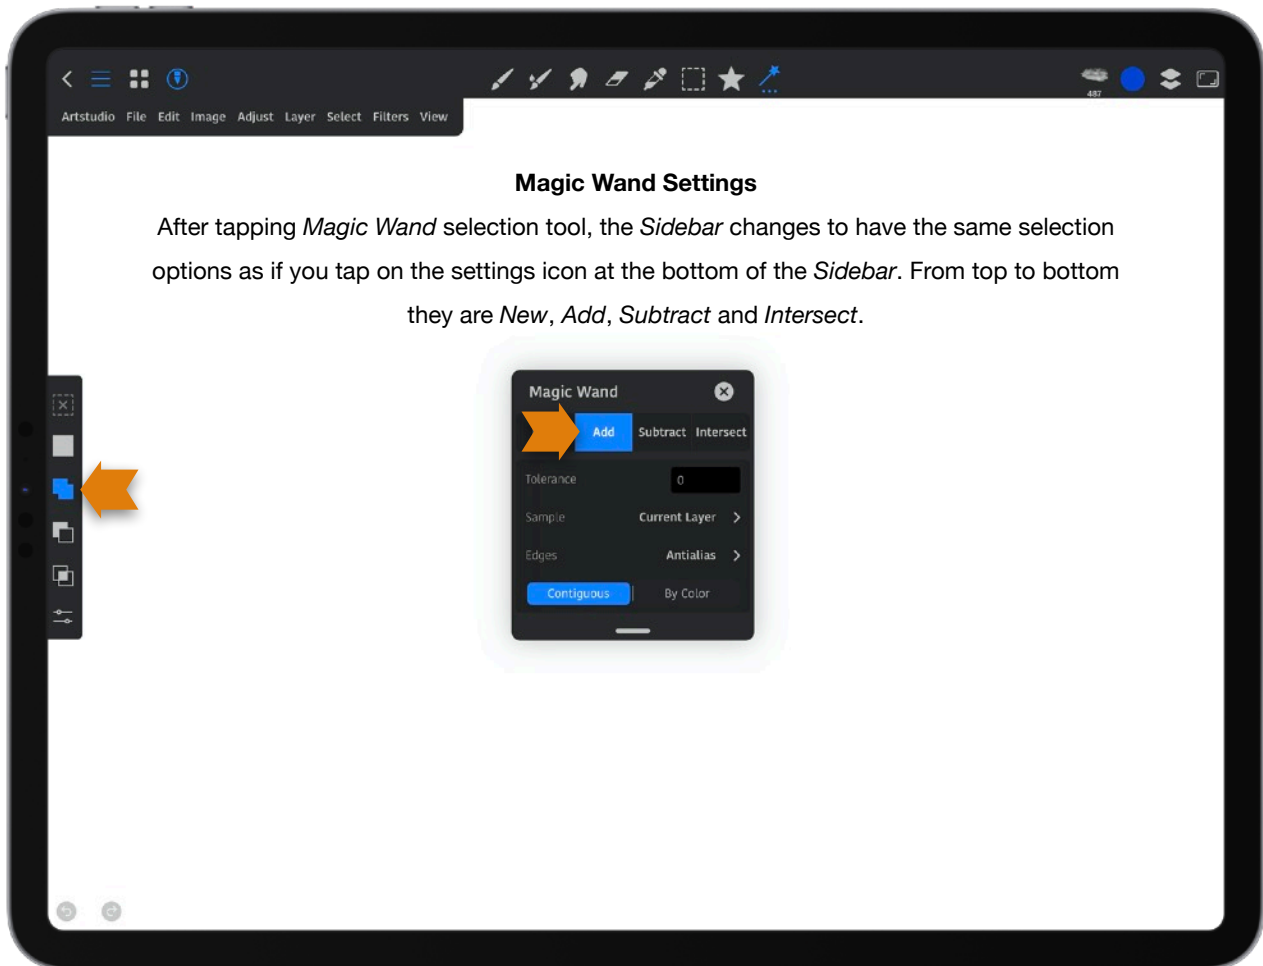 487
Artstudio File Edit Image Adjust Layer Select Filters View
Magic Wand Settings
After tapping Magic Wand selection tool, the Sidebar changes to have the same selection
options as if you tap on the settings icon at the bottom of the Sidebar. From top to bottom
they are New, Add, Subtract and Intersect.
Magic Wand
Add Subtract Intersect
Tolerance 0
Sample Current Layer
Edges Antialias
Contiguous By Color